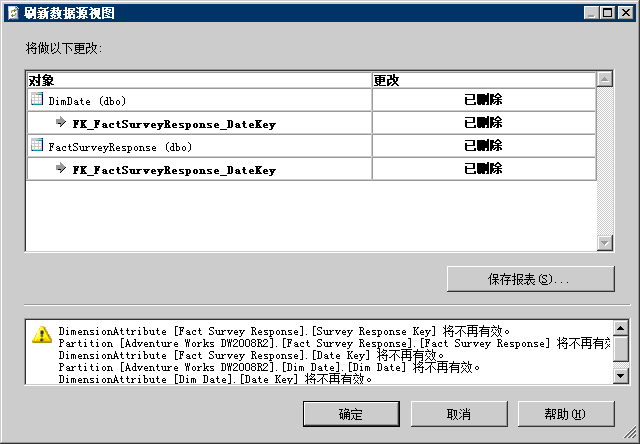 刷新数据源视图
将做以下更改:
对象 更改
DimDate (dbo) 已删除
FK_FactSurveyResponse_DateKey 已删除
FactSurveyResponse (dbo) 已删除
FK_FactSurveyResponse_DateKey 已删除
保存报表(S)...
DimensionAttribute [Fact Survey Response].[Survey Response Key] 将不再有效。
Partition [Adventure Works DW2008R2].[Fact Survey Response].[Fact Survey Response] 将不再有效
DimensionAttribute [Fact Survey Response].[Date Key] 将不再有效。
Partition [Adventure Works DW2008R2].[Dim Date].[Dim Date] 将不再有效。
DimensionAttribute [Dim Date].[Date Key] 将不再有效。
确定 取消 帮助(H)